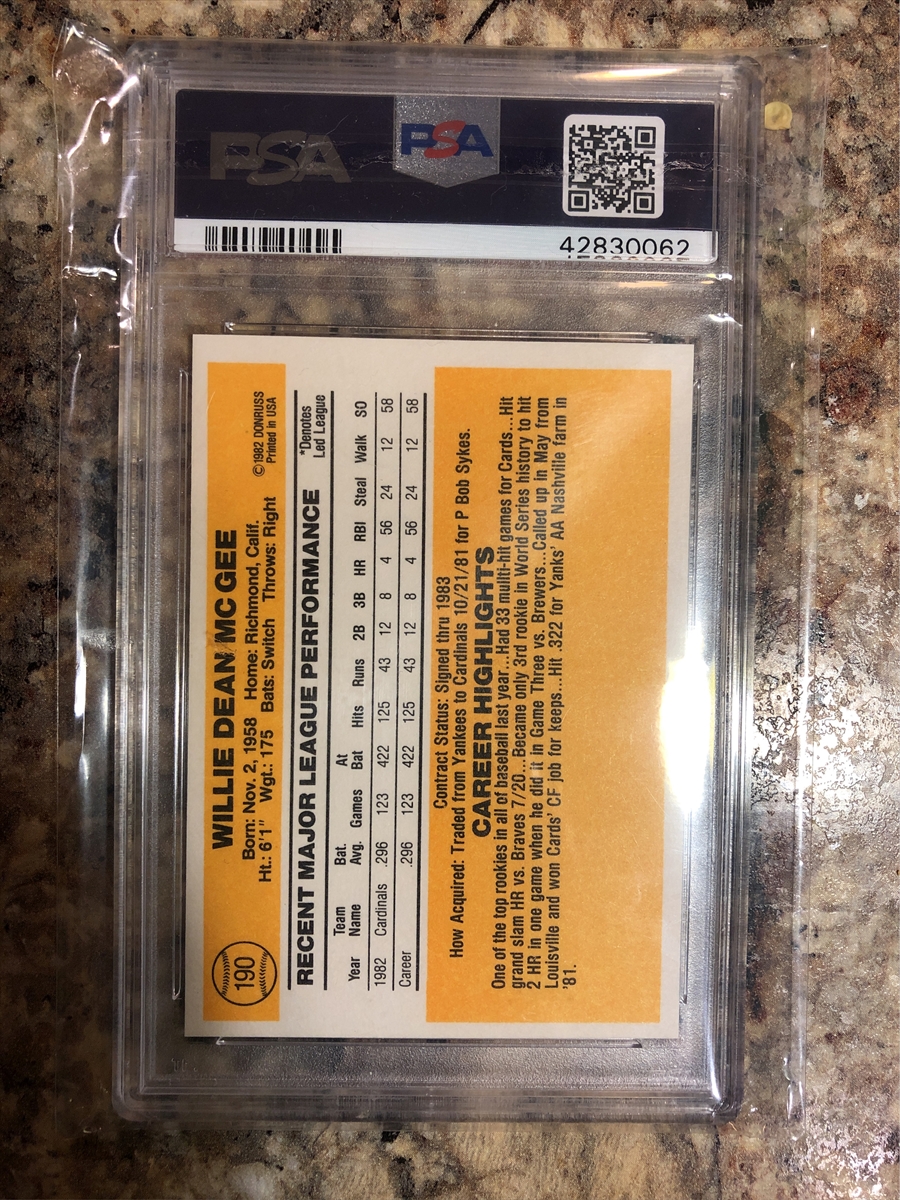 PSA
PSA
42830062
190
WILLIE DEAN MC GEE
Born: Nov. 2, 1958 Home: Richmond, Calif.
Ht.: 6'1" Wgt.: 175 Bats: Switch Throws: Right
©1982 DONRUSS
Printed in USA
RECENT MAJOR LEAGUE PERFORMANCE
*Denotes
Led League
Year Team Name Bat. Avg. Games At Bat Hits Runs 2B 3B HR RBI Steal Walk SO
1982 Cardinals .296 123 422 125 43 12 8 4 56 24 12 58
Career .296 123 422 125 43 12 8 4 56 24 12 58
Contract Status: Signed thru 1983
How Acquired: Traded from Yankees to Cardinals 10/21/81 for P Bob Sykes.
CAREER HIGHLIGHTS
One of the top rookies in all of baseball last year...Had 33 muulti-hit games for Cards...Hit
grand slam HR vs. Braves 7/20...Became only 3rd rookie in World Series history to hit
2 HR in one game when he did it in Game Three vs. Brewers...Called up in May from
Louisville and won Cards' CF job for keeps...Hit .322 for Yanks' AA Nashville farm in
'81.